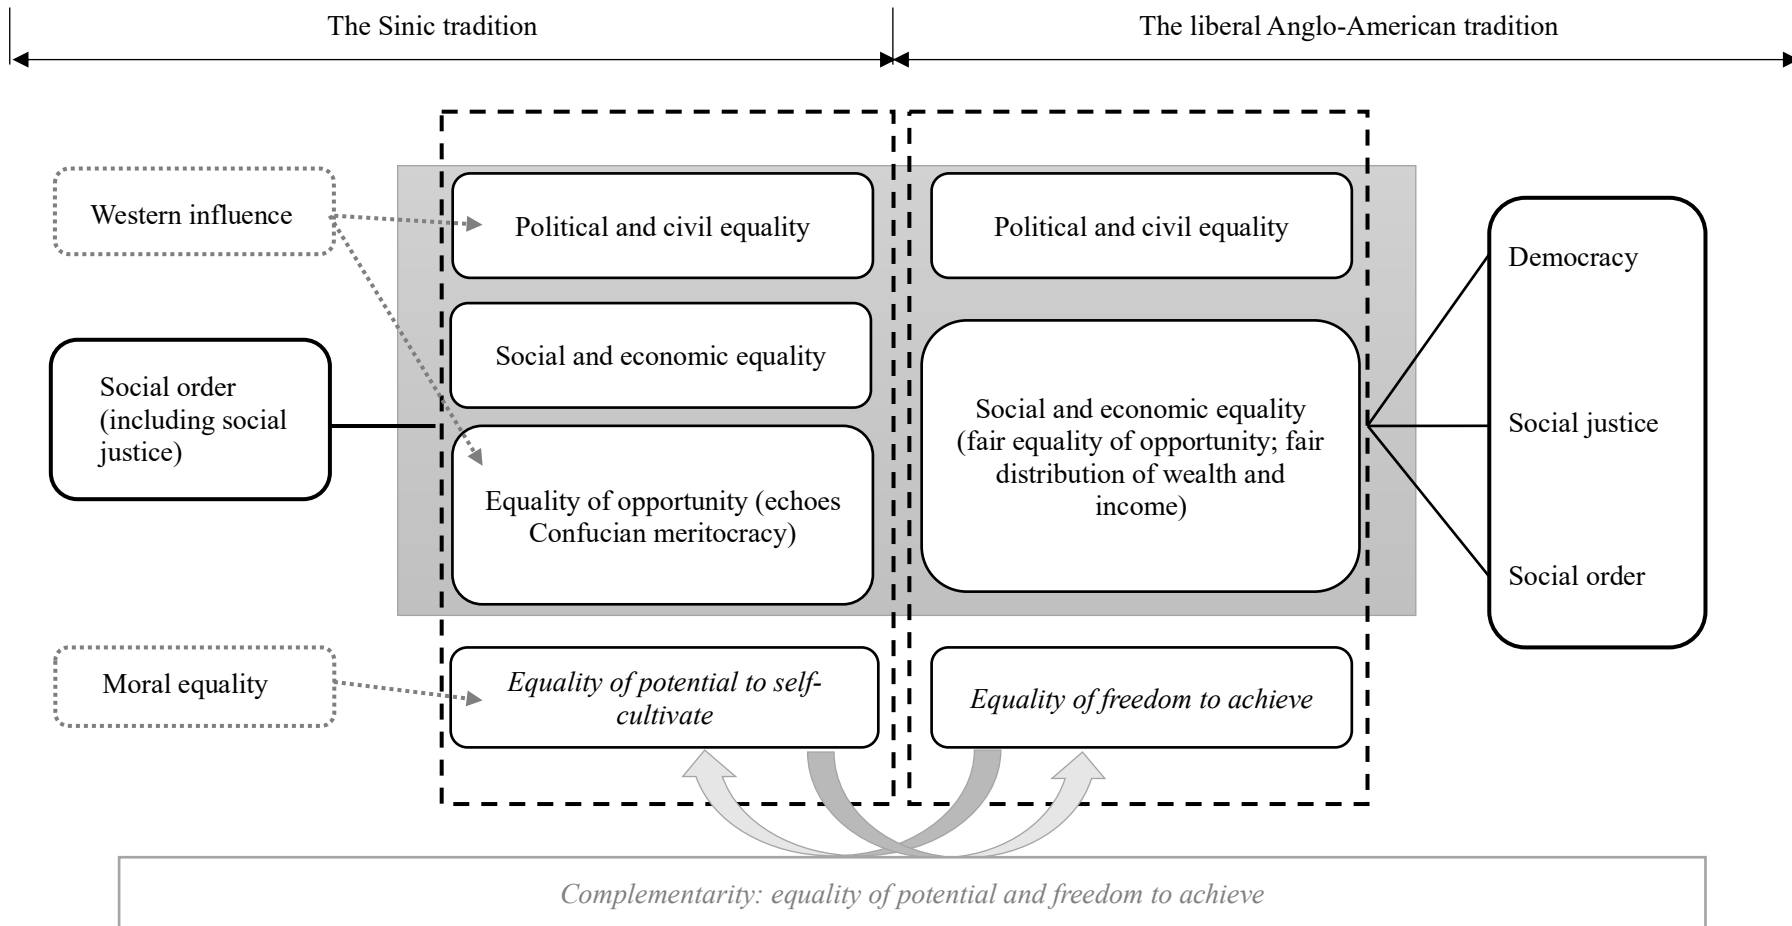 The Sinic tradition
The liberal Anglo-American tradition
Western influence
Political and civil equality
Political and civil equality
Democracy
Social and economic equality
Social order
(including social
justice)
Social and economic equality
(fair equality of opportunity; fair
distribution of wealth and
income)
Social justice
Equality of opportunity (echoes
Confucian meritocracy)
Social order
Moral equality
Equality of potential to self-
cultivate
Equality of freedom to achieve
Complementarity: equality of potential and freedom to achieve